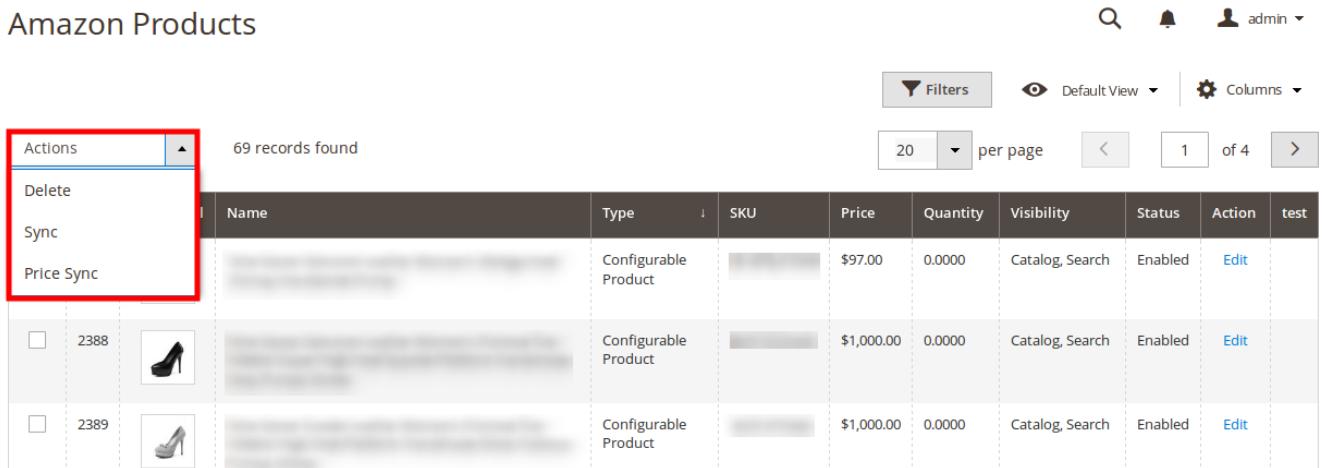 Amazon Products
admin
Filters
Default View
Columns
Actions
69 records found
20
per page
1
of 4
Delete
Sync
Price Sync
Name
Type ↓
SKU
Price
Quantity
Visibility
Status
Action
test
Configurable
Product
$97.00
0.0000
Catalog, Search
Enabled
Edit
2388
Configurable
Product
$1,000.00
0.0000
Catalog, Search
Enabled
Edit
2389
Configurable
Product
$1,000.00
0.0000
Catalog, Search
Enabled
Edit